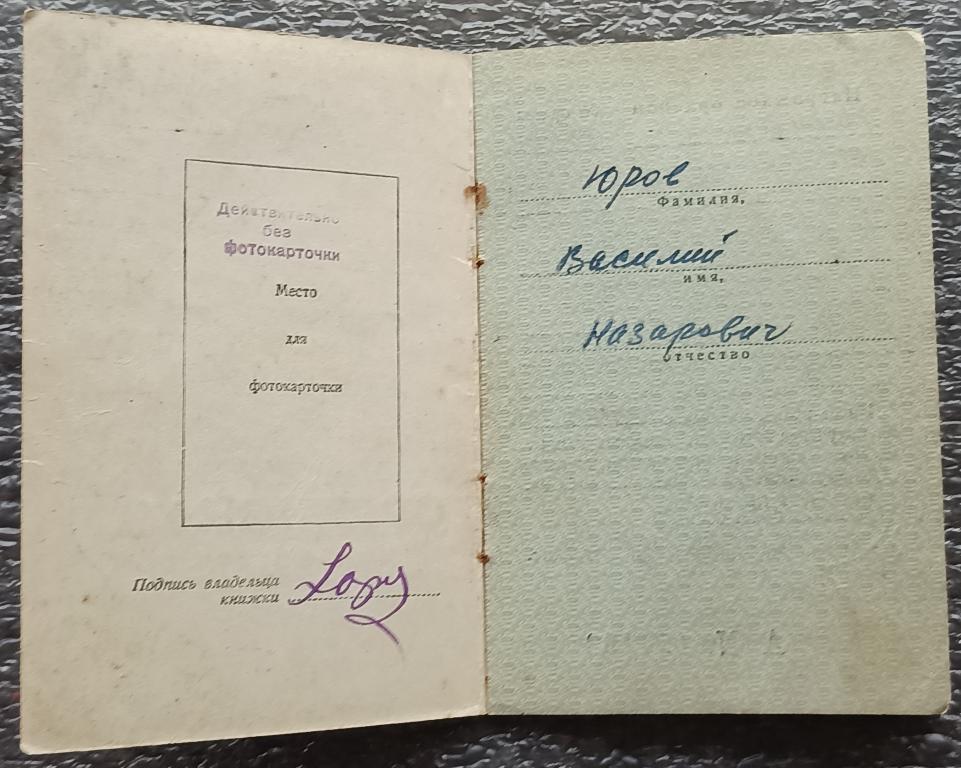 Действительно
без
фотокарточки
Место
для
фотокарточки
Подпись владельца
книжки
Юров
Фамилия,
Василий
имя,
Назарович
отчество